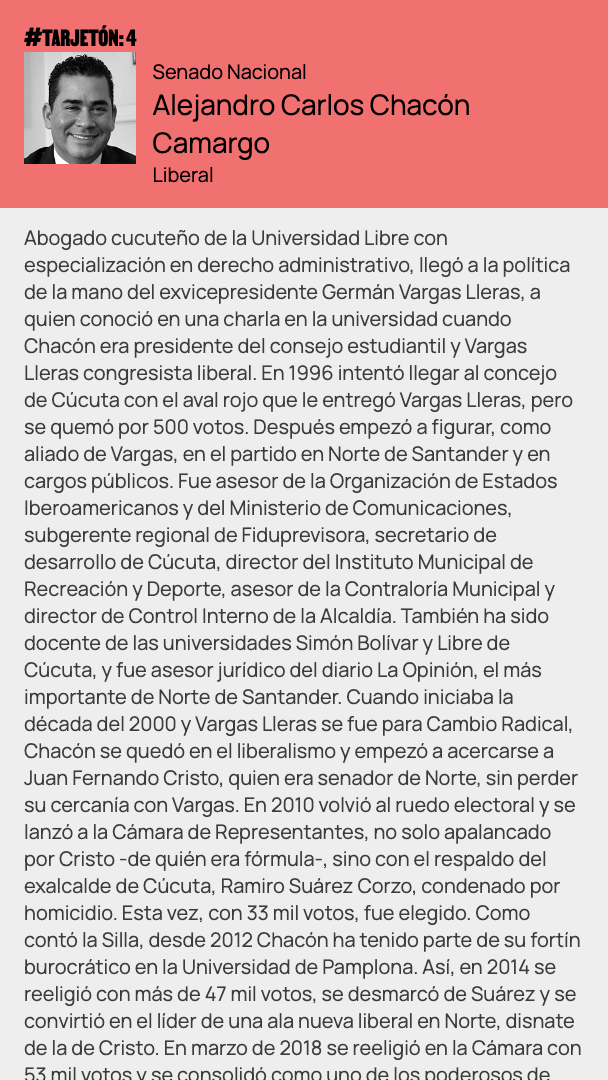 #TARJETÓN: 4
Senado Nacional
Alejandro Carlos Chacón
Camargo
Liberal
Abogado cucuteño de la Universidad Libre con
especialización en derecho administrativo, llegó a la política
de la mano del exvicepresidente Germán Vargas Lleras, a
quien conoció en una charla en la universidad cuando
Chacón era presidente del consejo estudiantil y Vargas
Lleras congresista liberal. En 1996 intentó llegar al concejo
de Cúcuta con el aval rojo que le entregó Vargas Lleras, pero
se quemó por 500 votos. Después empezó a figurar, como
aliado de Vargas, en el partido en Norte de Santander y en
cargos públicos. Fue asesor de la Organización de Estados
Iberoamericanos y del Ministerio de Comunicaciones,
subgerente regional de Fiduprevisora, secretario de
desarrollo de Cúcuta, director del Instituto Municipal de
Recreación y Deporte, asesor de la Contraloría Municipal y
director de Control Interno de la Alcaldía. También ha sido
docente de las universidades Simón Bolívar y Libre de
Cúcuta, y fue asesor jurídico del diario La Opinión, el más
importante de Norte de Santander. Cuando iniciaba la
década del 2000 y Vargas Lleras se fue para Cambio Radical,
Chacón se quedó en el liberalismo y empezó a acercarse a
Juan Fernando Cristo, quien era senador de Norte, sin perder
su cercanía con Vargas. En 2010 volvió al ruedo electoral y se
lanzó a la Cámara de Representantes, no solo apalancado
por Cristo -de quién era fórmula-, sino con el respaldo del
exalcalde de Cúcuta, Ramiro Suárez Corzo, condenado por
homicidio. Esta vez, con 33 mil votos, fue elegido. Como
contó la Silla, desde 2012 Chacón ha tenido parte de su fortín
burocrático en la Universidad de Pamplona. Así, en 2014 se
reeligió con más de 47 mil votos, se desmarcó de Suárez y se
convirtió en el líder de una ala nueva liberal en Norte, disnate
de la de Cristo. En marzo de 2018 se reeligió en la Cámara con
53 mil votos y se consolidó como uno de los poderosos de